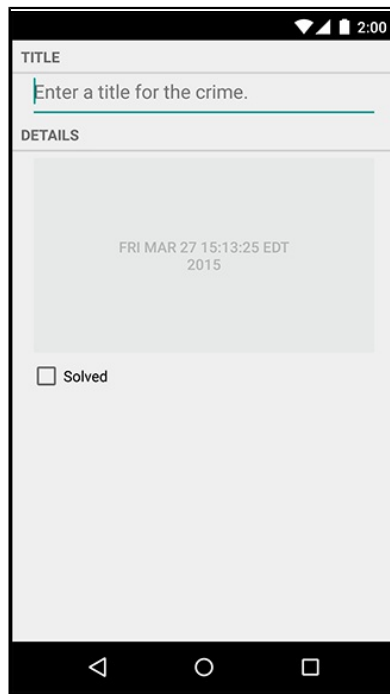 2:00
TITLE
Enter a title for the crime.
DETAILS
FRI MAR 27 15:13:25 EDT
2015
Solved